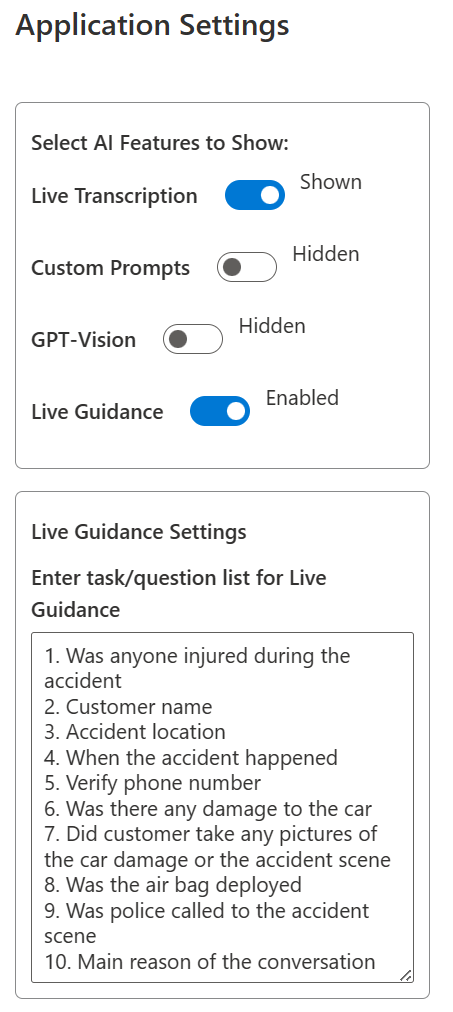 Application Settings
Select AI Features to Show:
Live Transcription
Shown
Custom Prompts
Hidden
GPT-Vision
Hidden
Live Guidance
Enabled
Live Guidance Settings
Enter task/question list for Live
Guidance
1. Was anyone injured during the
accident
2. Customer name
3. Accident location
4. When the accident happened
5. Verify phone number
6. Was there any damage to the car
7. Did customer take any pictures of
the car damage or the accident scene
8. Was the air bag deployed
9. Was police called to the accident
scene
10. Main reason of the conversation